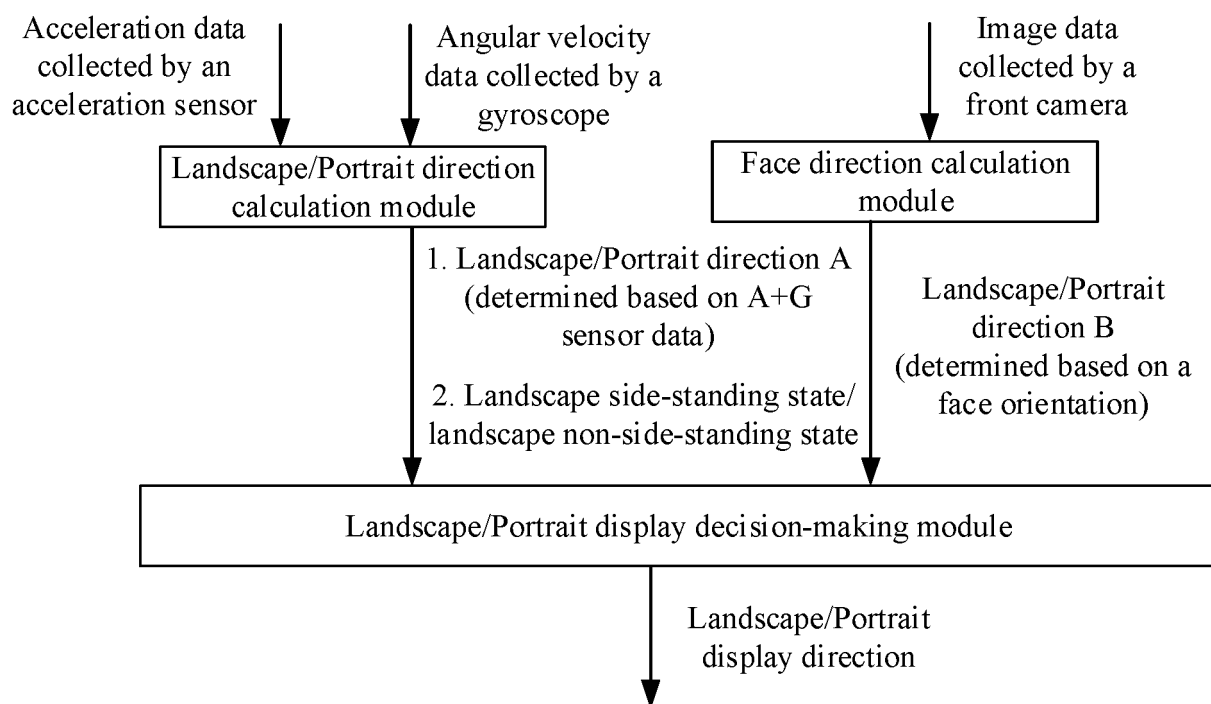 Acceleration data
collected by an
acceleration sensor
Angular velocity
data collected by a
gyroscope
Image data
collected by a
front camera
Landscape/Portrait direction
calculation module
Face direction calculation
module
1. Landscape/Portrait direction A
(determined based on A+G
sensor data)
2. Landscape side-standing state/
landscape non-side-standing state
Landscape/Portrait
direction B
(determined based on a
face orientation)
Landscape/Portrait display decision-making module
Landscape/Portrait
display direction